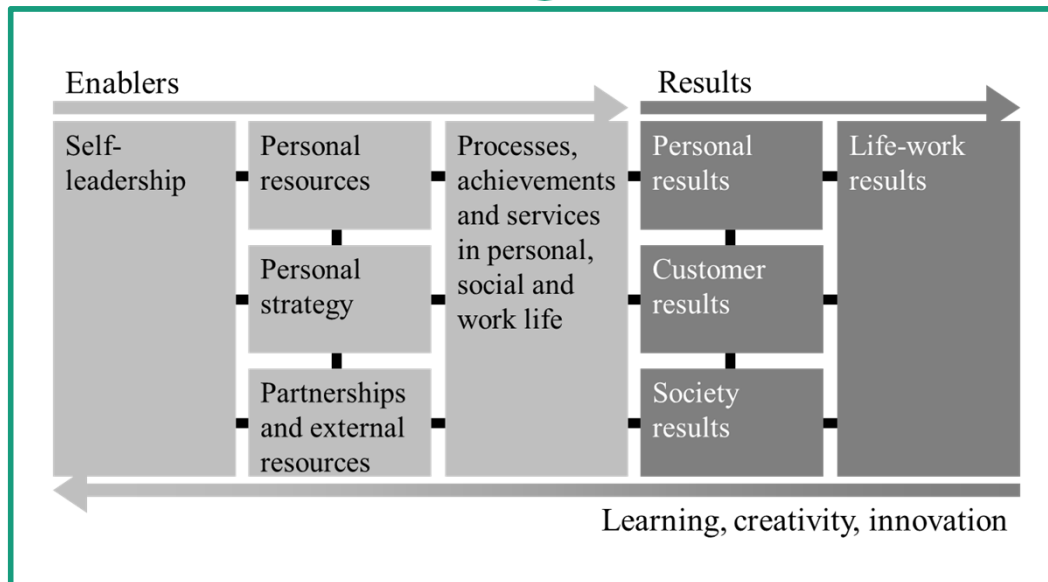 Enablers
Results
Self-
leadership
Personal
resources
Personal
strategy
Partnerships
and external
resources
Processes,
achievements
and services
in personal,
social and
work life
Personal
results
Customer
results
Society
results
Life-work
results
Learning, creativity, innovation